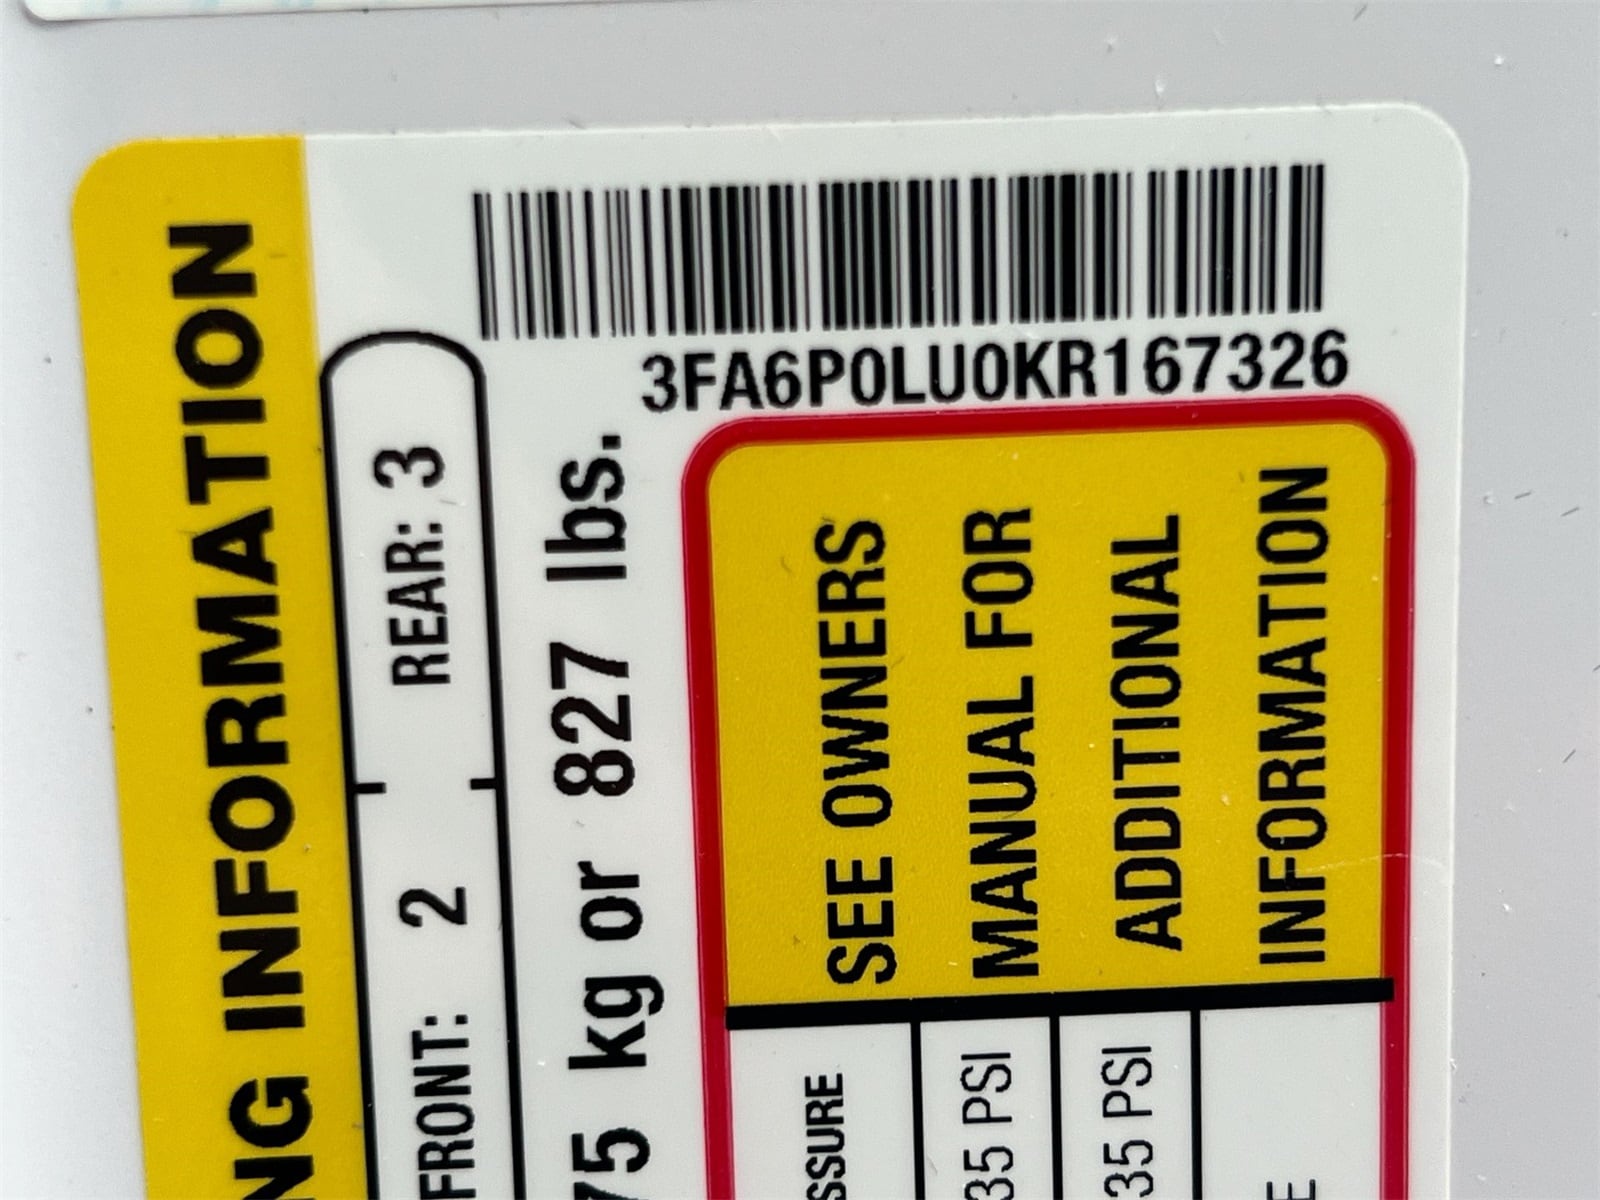 3FA6P0LU0KR167326
NG INFORMATION
FRONT: 2 REAR: 3
75 kg or 827 lbs.
SEE OWNERS
MANUAL FOR
ADDITIONAL
INFORMATION
SSURE
35 PSI
35 PSI
E